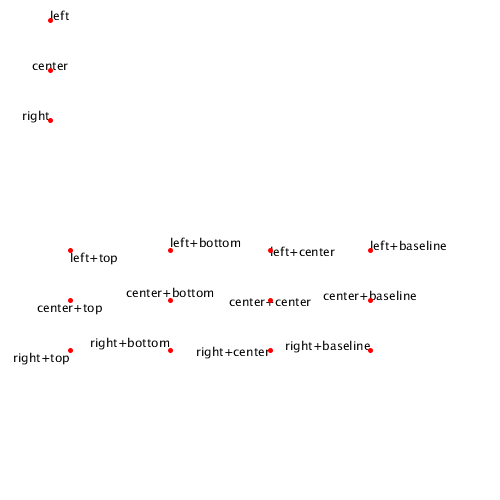 left
center
right
left+top left+bottom left+center left+baseline
center+top center+bottom center+center center+baseline
right+top right+bottom right+center right+baseline